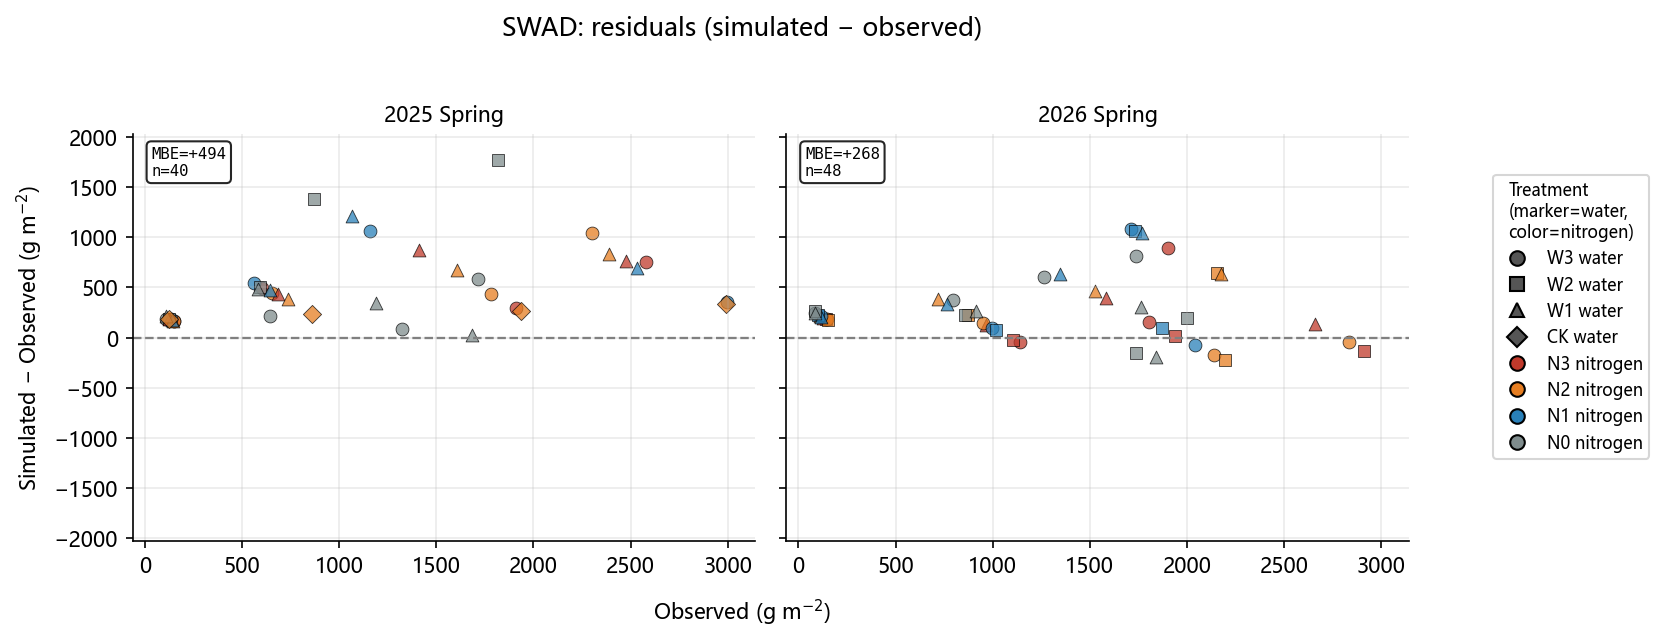 SWAD: residuals (simulated − observed)
2025 Spring
2026 Spring
MBE=+494
n=40
MBE=+268
n=48
Simulated − Observed (g m⁻²)
2000
1500
1000
500
0
−500
−1000
−1500
−2000
0 500 1000 1500 2000 2500 3000
0 500 1000 1500 2000 2500 3000
Observed (g m⁻²)
Treatment
(marker=water,
color=nitrogen)
W3 water
W2 water
W1 water
CK water
N3 nitrogen
N2 nitrogen
N1 nitrogen
N0 nitrogen